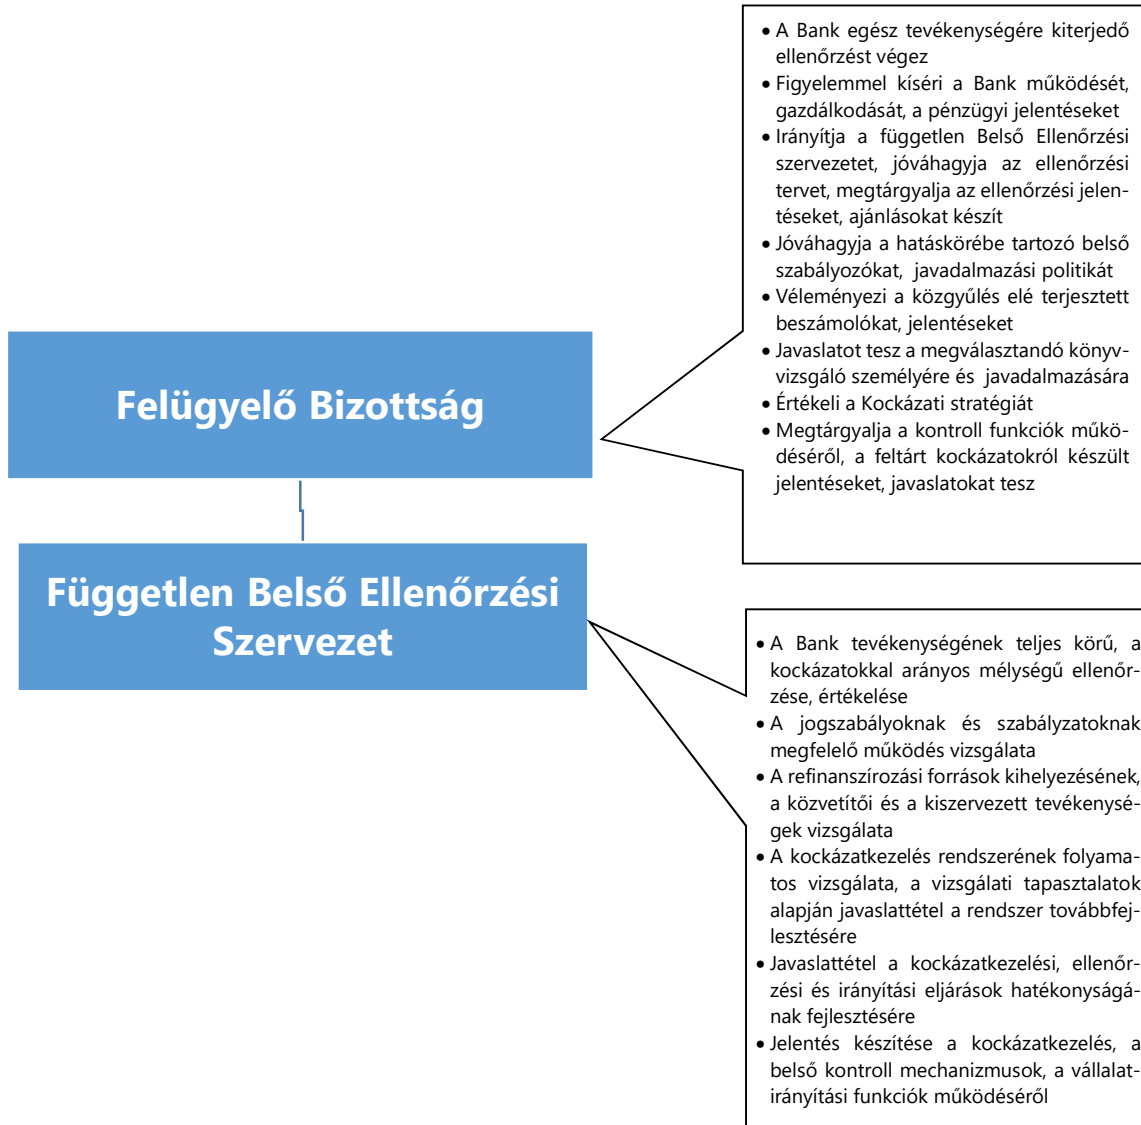 • A Bank egész tevékenységére kiterjedő
ellenőrzést végez
• Figyelemmel kíséri a Bank működését,
gazdálkodását, a pénzügyi jelentéseket
• Irányítja a független Belső Ellenőrzési
szervezetet, jóváhagyja az ellenőrzési
tervet, megtárgyalja az ellenőrzési jelen-
téseket, ajánlásokat készít
• Jóváhagyja a hatáskörébe tartozó belső
szabályozókat, javadalmazási politikát
• Véleményezi a közgyűlés elé terjesztett
beszámolókat, jelentéseket
• Javaslatot tesz a megválasztandó könyv-
vizsgáló személyére és javadalmazására
• Értékeli a Kockázati stratégiát
• Megtárgyalja a kontroll funkciók műkö-
déséről, a feltárt kockázatokról készült
jelentéseket, javaslatokat tesz
Felügyelő Bizottság
Független Belső Ellenőrzési
Szervezet
• A Bank tevékenységének teljes körű, a
kockázatokkal arányos mélységű ellenőr-
zése, értékelése
• A jogszabályoknak és szabályzatoknak
megfelelő működés vizsgálata
• A refinanszírozási források kihelyezésének,
a közvetítői és a kiszervezett tevékenysé-
gek vizsgálata
• A kockázatkezelés rendszerének folyama-
tos vizsgálata, a vizsgálati tapasztalatok
alapján javaslattétel a rendszer továbbfej-
lesztésére
• Javaslattétel a kockázatkezelési, ellenőr-
zési és irányítási eljárások hatékonyságá-
nak fejlesztésére
• Jelentés készítése a kockázatkezelés, a
belső kontroll mechanizmusok, a vállalat-
irányítási funkciók működéséről